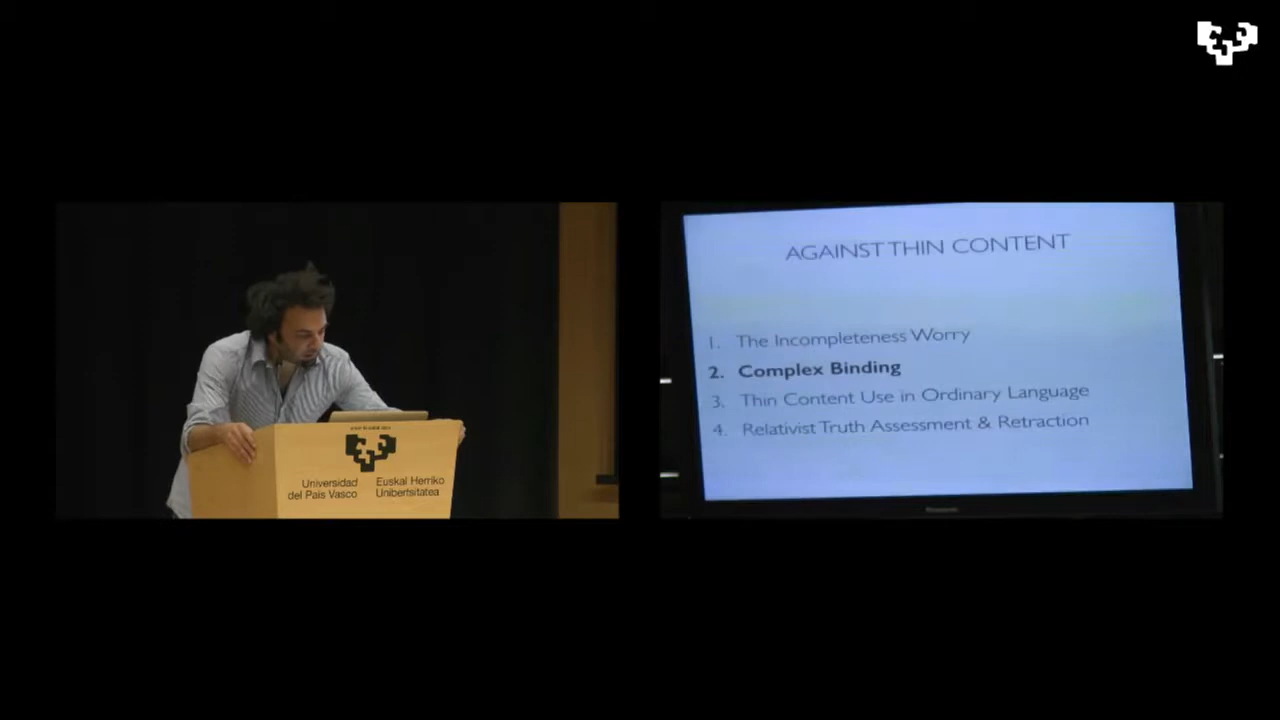 AGAINST THIN CONTENT
1. The Incompleteness Worry
2. Complex Binding
3. Thin Content Use in Ordinary Language
4. Relativist Truth Assessment & Retraction
Universidad
del País Vasco
Euskal Herriko
Unibertsitatea
Panasonic